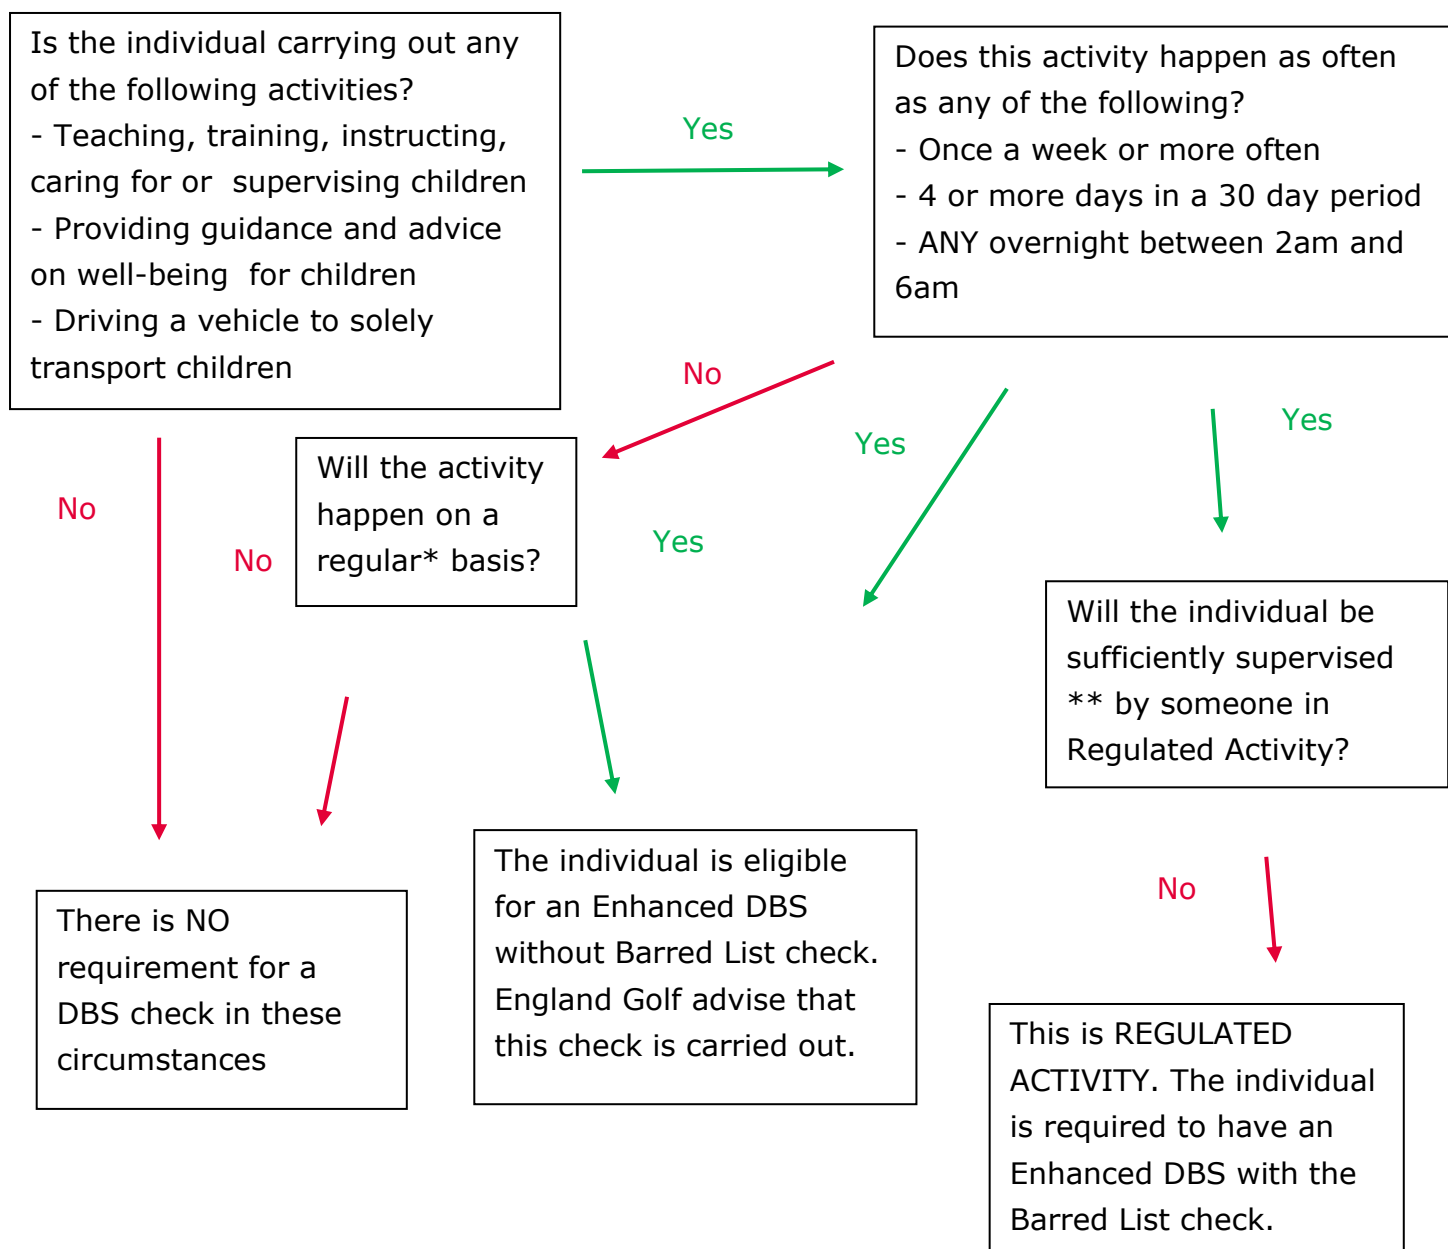 Is the individual carrying out any
of the following activities?
- Teaching, training, instructing,
caring for or  supervising children
- Providing guidance and advice
on well-being  for children
- Driving a vehicle to solely
transport children
Yes
Does this activity happen as often
as any of the following?
- Once a week or more often
- 4 or more days in a 30 day period
- ANY overnight between 2am and
6am
No
Yes
Yes
No
Will the activity
happen on a
regular* basis?
No
Yes
Will the individual be
sufficiently supervised
** by someone in
Regulated Activity?
No
There is NO
requirement for a
DBS check in these
circumstances
The individual is eligible
for an Enhanced DBS
without Barred List check.
England Golf advise that
this check is carried out.
This is REGULATED
ACTIVITY. The individual
is required to have an
Enhanced DBS with the
Barred List check.